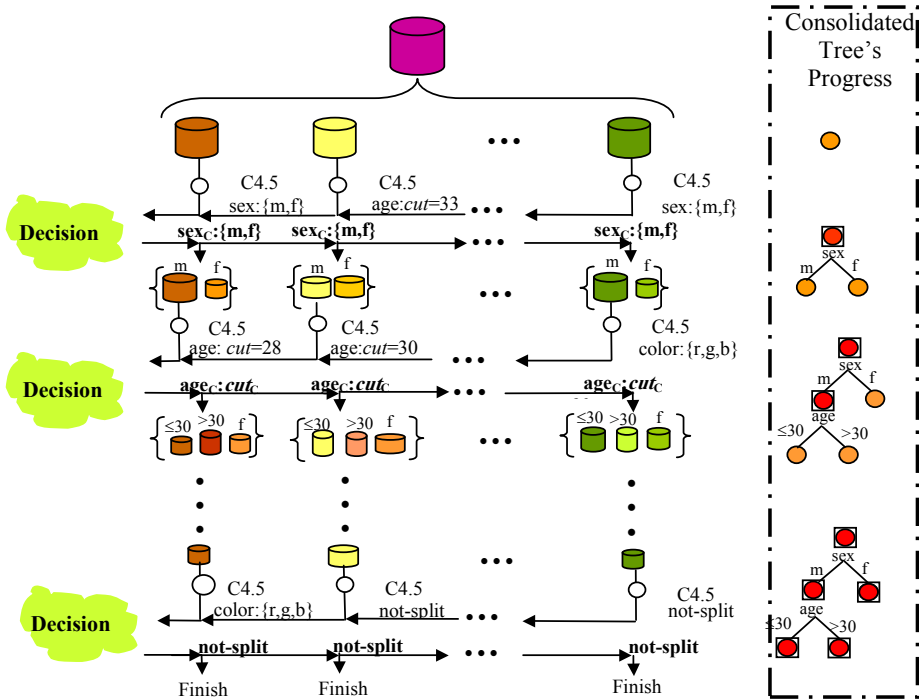 Consolidated
Tree's
Progress
C4.5
sex:{m,f}
C4.5
age:cut=33
C4.5
sex:{m,f}
Decision
sexC:{m,f}
sexC:{m,f}
sexC:{m,f}
m
f
m
f
m
f
sex
m
f
C4.5
age: cut=28
C4.5
age:cut=30
C4.5
color:{r,g,b}
Decision
ageC:cutC
ageC:cutC
ageC:cutC
≤30
>30
f
≤30
>30
f
≤30
>30
f
sex
m
f
age
≤30
>30
C4.5
color:{r,g,b}
C4.5
not-split
C4.5
not-split
Decision
not-split
not-split
not-split
Finish
Finish
Finish
sex
m
f
age
≤30
>30